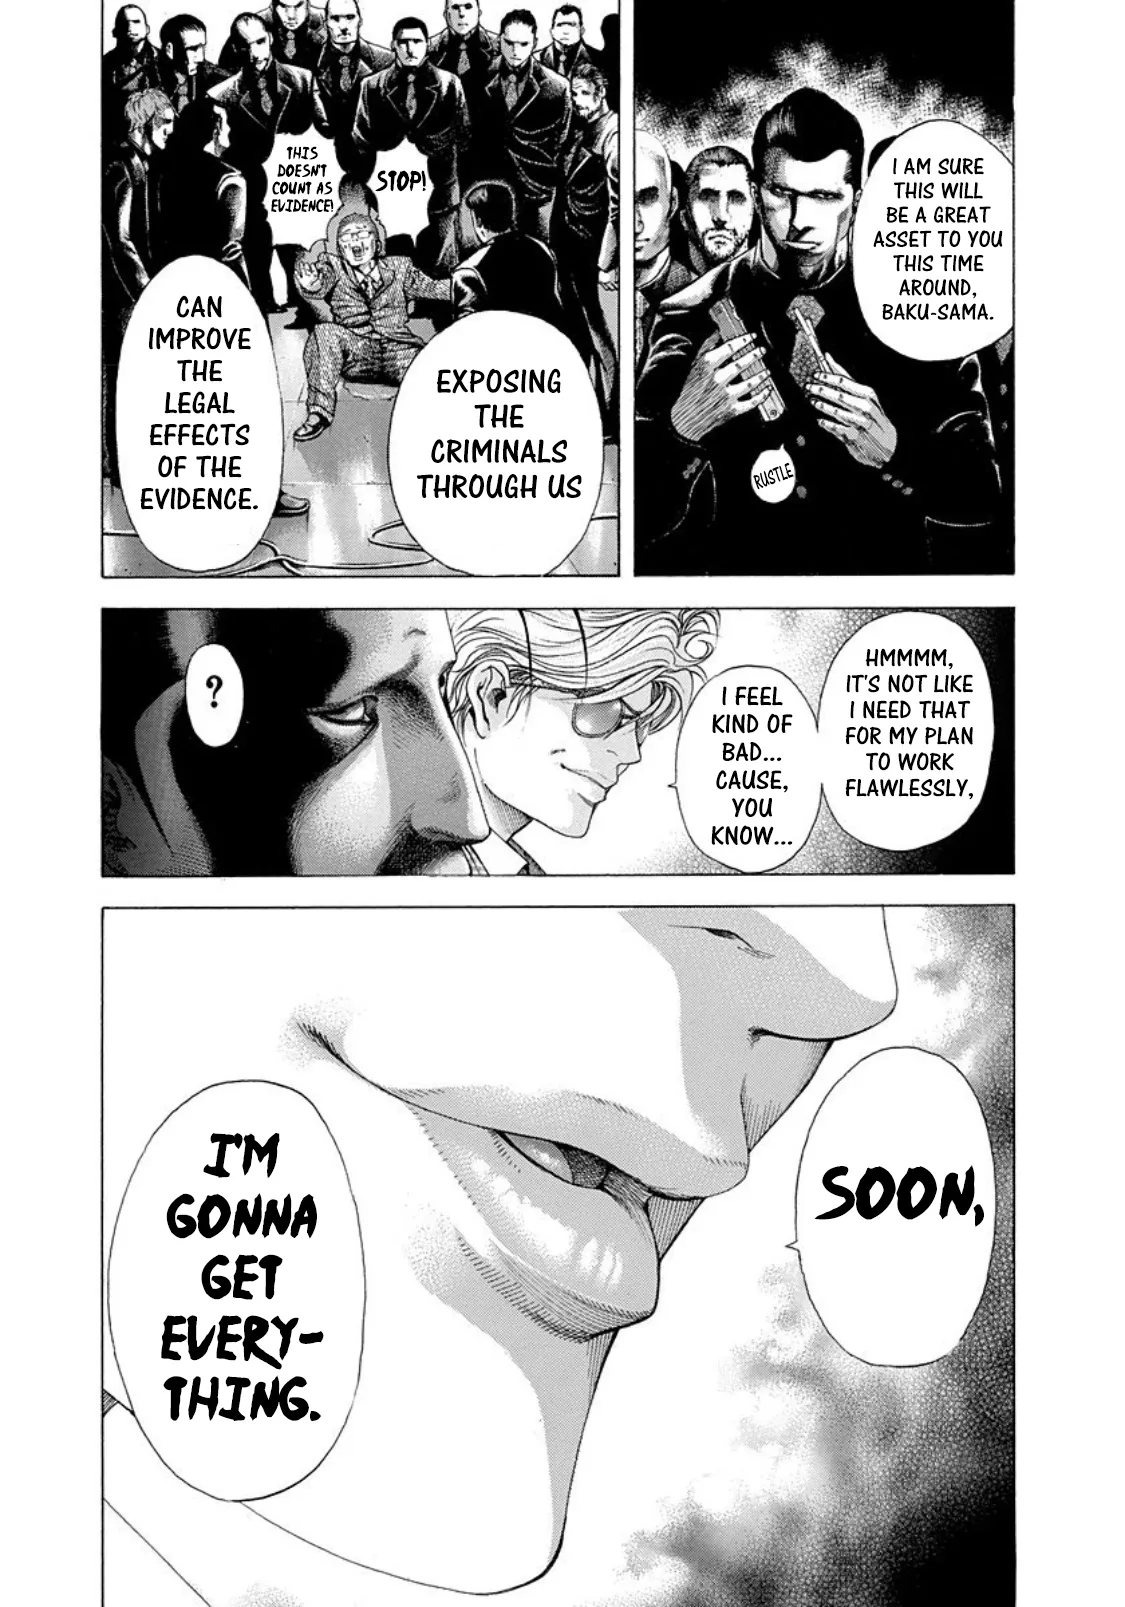 I AM SURE
THIS WILL
BE A GREAT
ASSET TO YOU
THIS TIME
AROUND,
BAKU-SAMA.
RUSTLE
STOP!
THIS
DOESN'T
COUNT AS
EVIDENCE!
EXPOSING
THE
CRIMINALS
THROUGH US
CAN
IMPROVE
THE
LEGAL
EFFECTS
OF THE
EVIDENCE.
HMMMM,
IT'S NOT LIKE
I NEED THAT
FOR MY PLAN
TO WORK
FLAWLESSLY,
I FEEL
KIND OF
BAD...
CAUSE,
YOU
KNOW...
?
SOON,
I'M
GONNA
GET
EVERY-
THING.